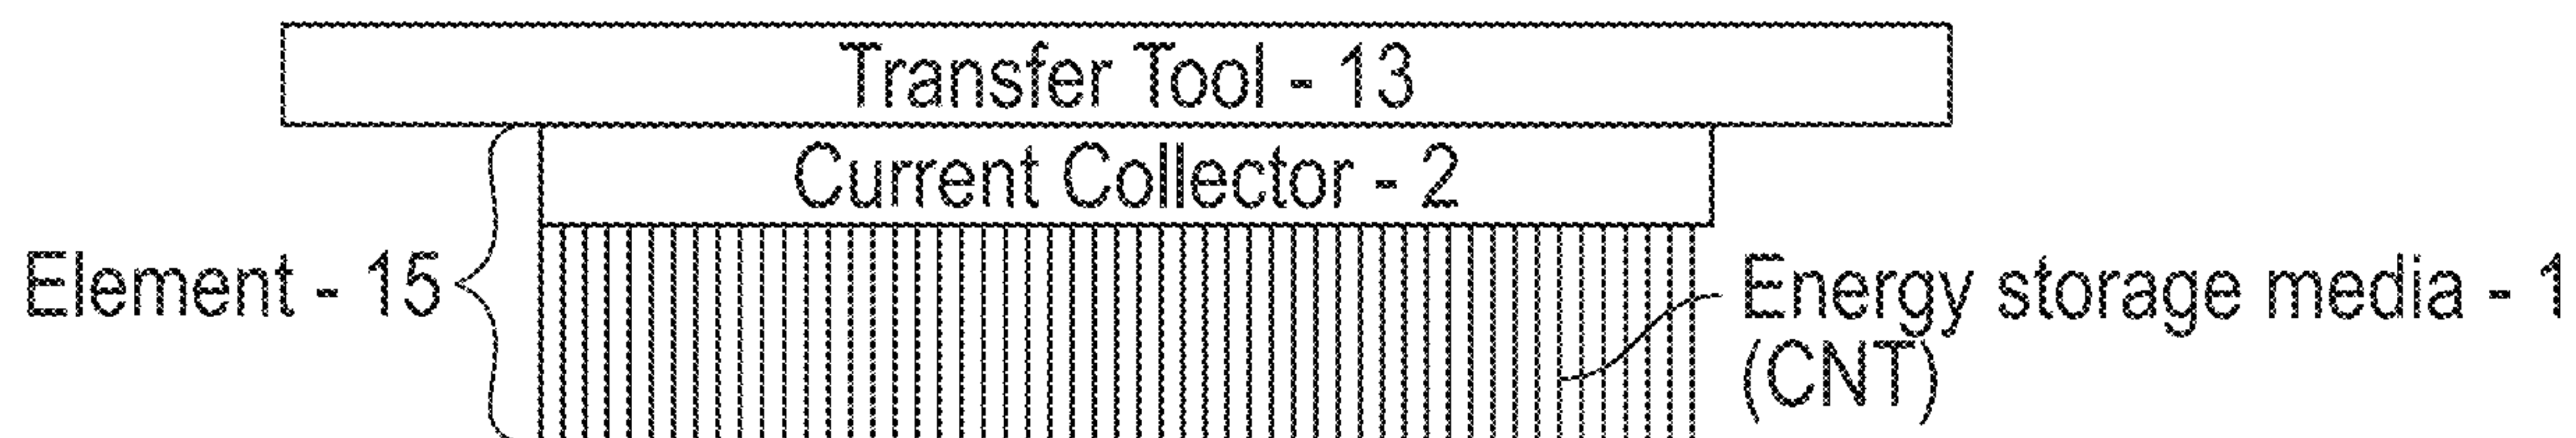 Transfer Tool - 13
Current Collector - 2
Element - 15
Energy storage media - 1
(CNT)